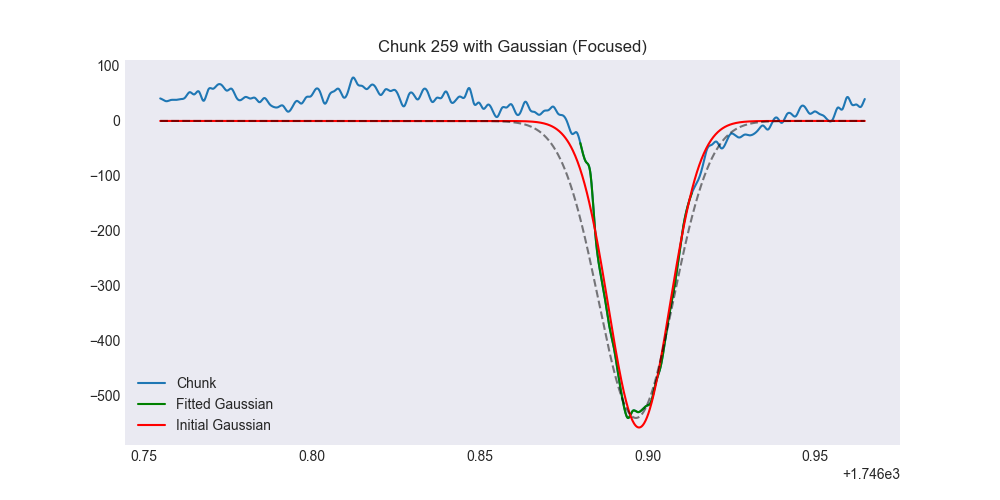 Chunk 259 with Gaussian (Focused)
100
0
−100
−200
−300
−400
−500
Chunk
Fitted Gaussian
Initial Gaussian
0.75 0.80 0.85 0.90 0.95
+1.746e3